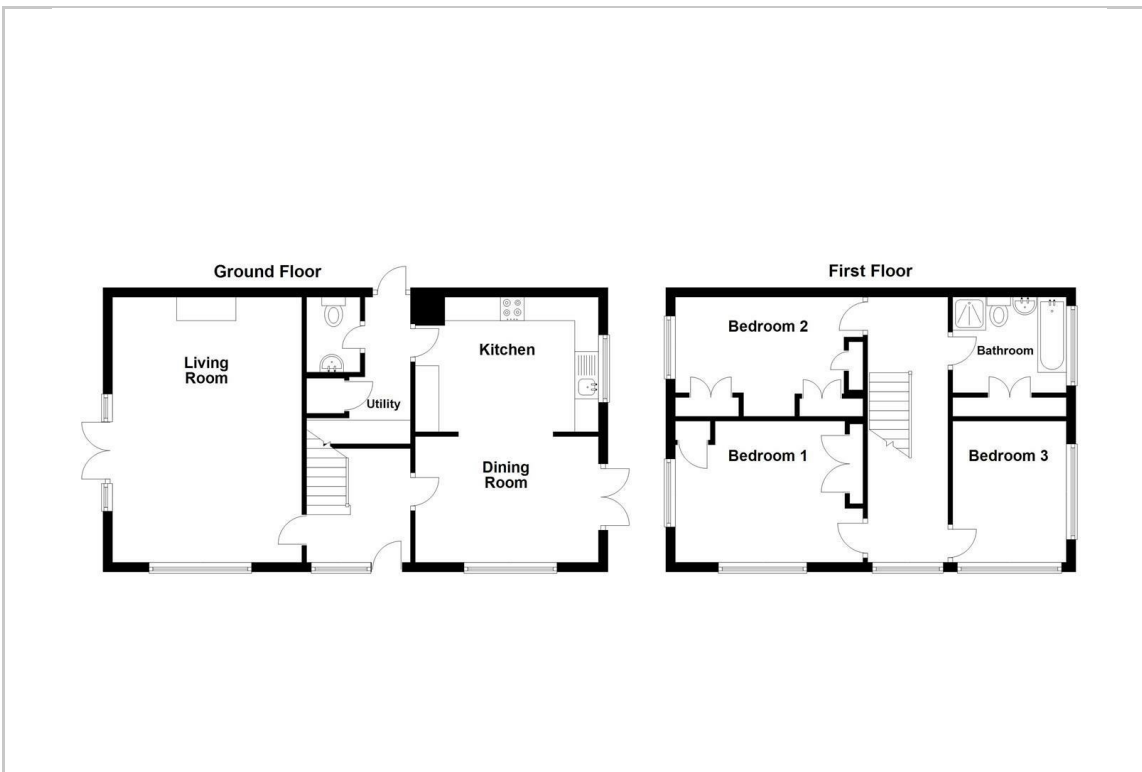 Ground Floor
Living
Room
Kitchen
Utility
Dining
Room
First Floor
Bedroom 2
Bathroom
Bedroom 1
Bedroom 3